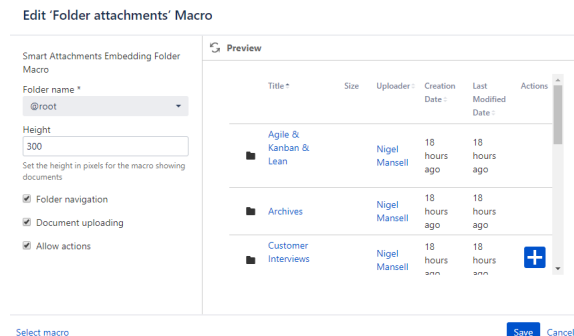 Edit ‘Folder attachments’ Macro
Smart Attachments Embedding Folder
Macro
Folder name *
@root
Height
300
Set the height in pixels for the macro showing
documents
Folder navigation
Document uploading
Allow actions
Select macro
Preview
Title Size Uploader Creation Date Last Modified Date Actions
Agile &
Kanban &
Lean
Nigel
Mansell
18
hours
ago
18
hours
ago
Archives
Nigel
Mansell
18
hours
ago
18
hours
ago
Customer
Interviews
Nigel
Mansell
18
hours
ago
18
hours
ago
Save Cancel